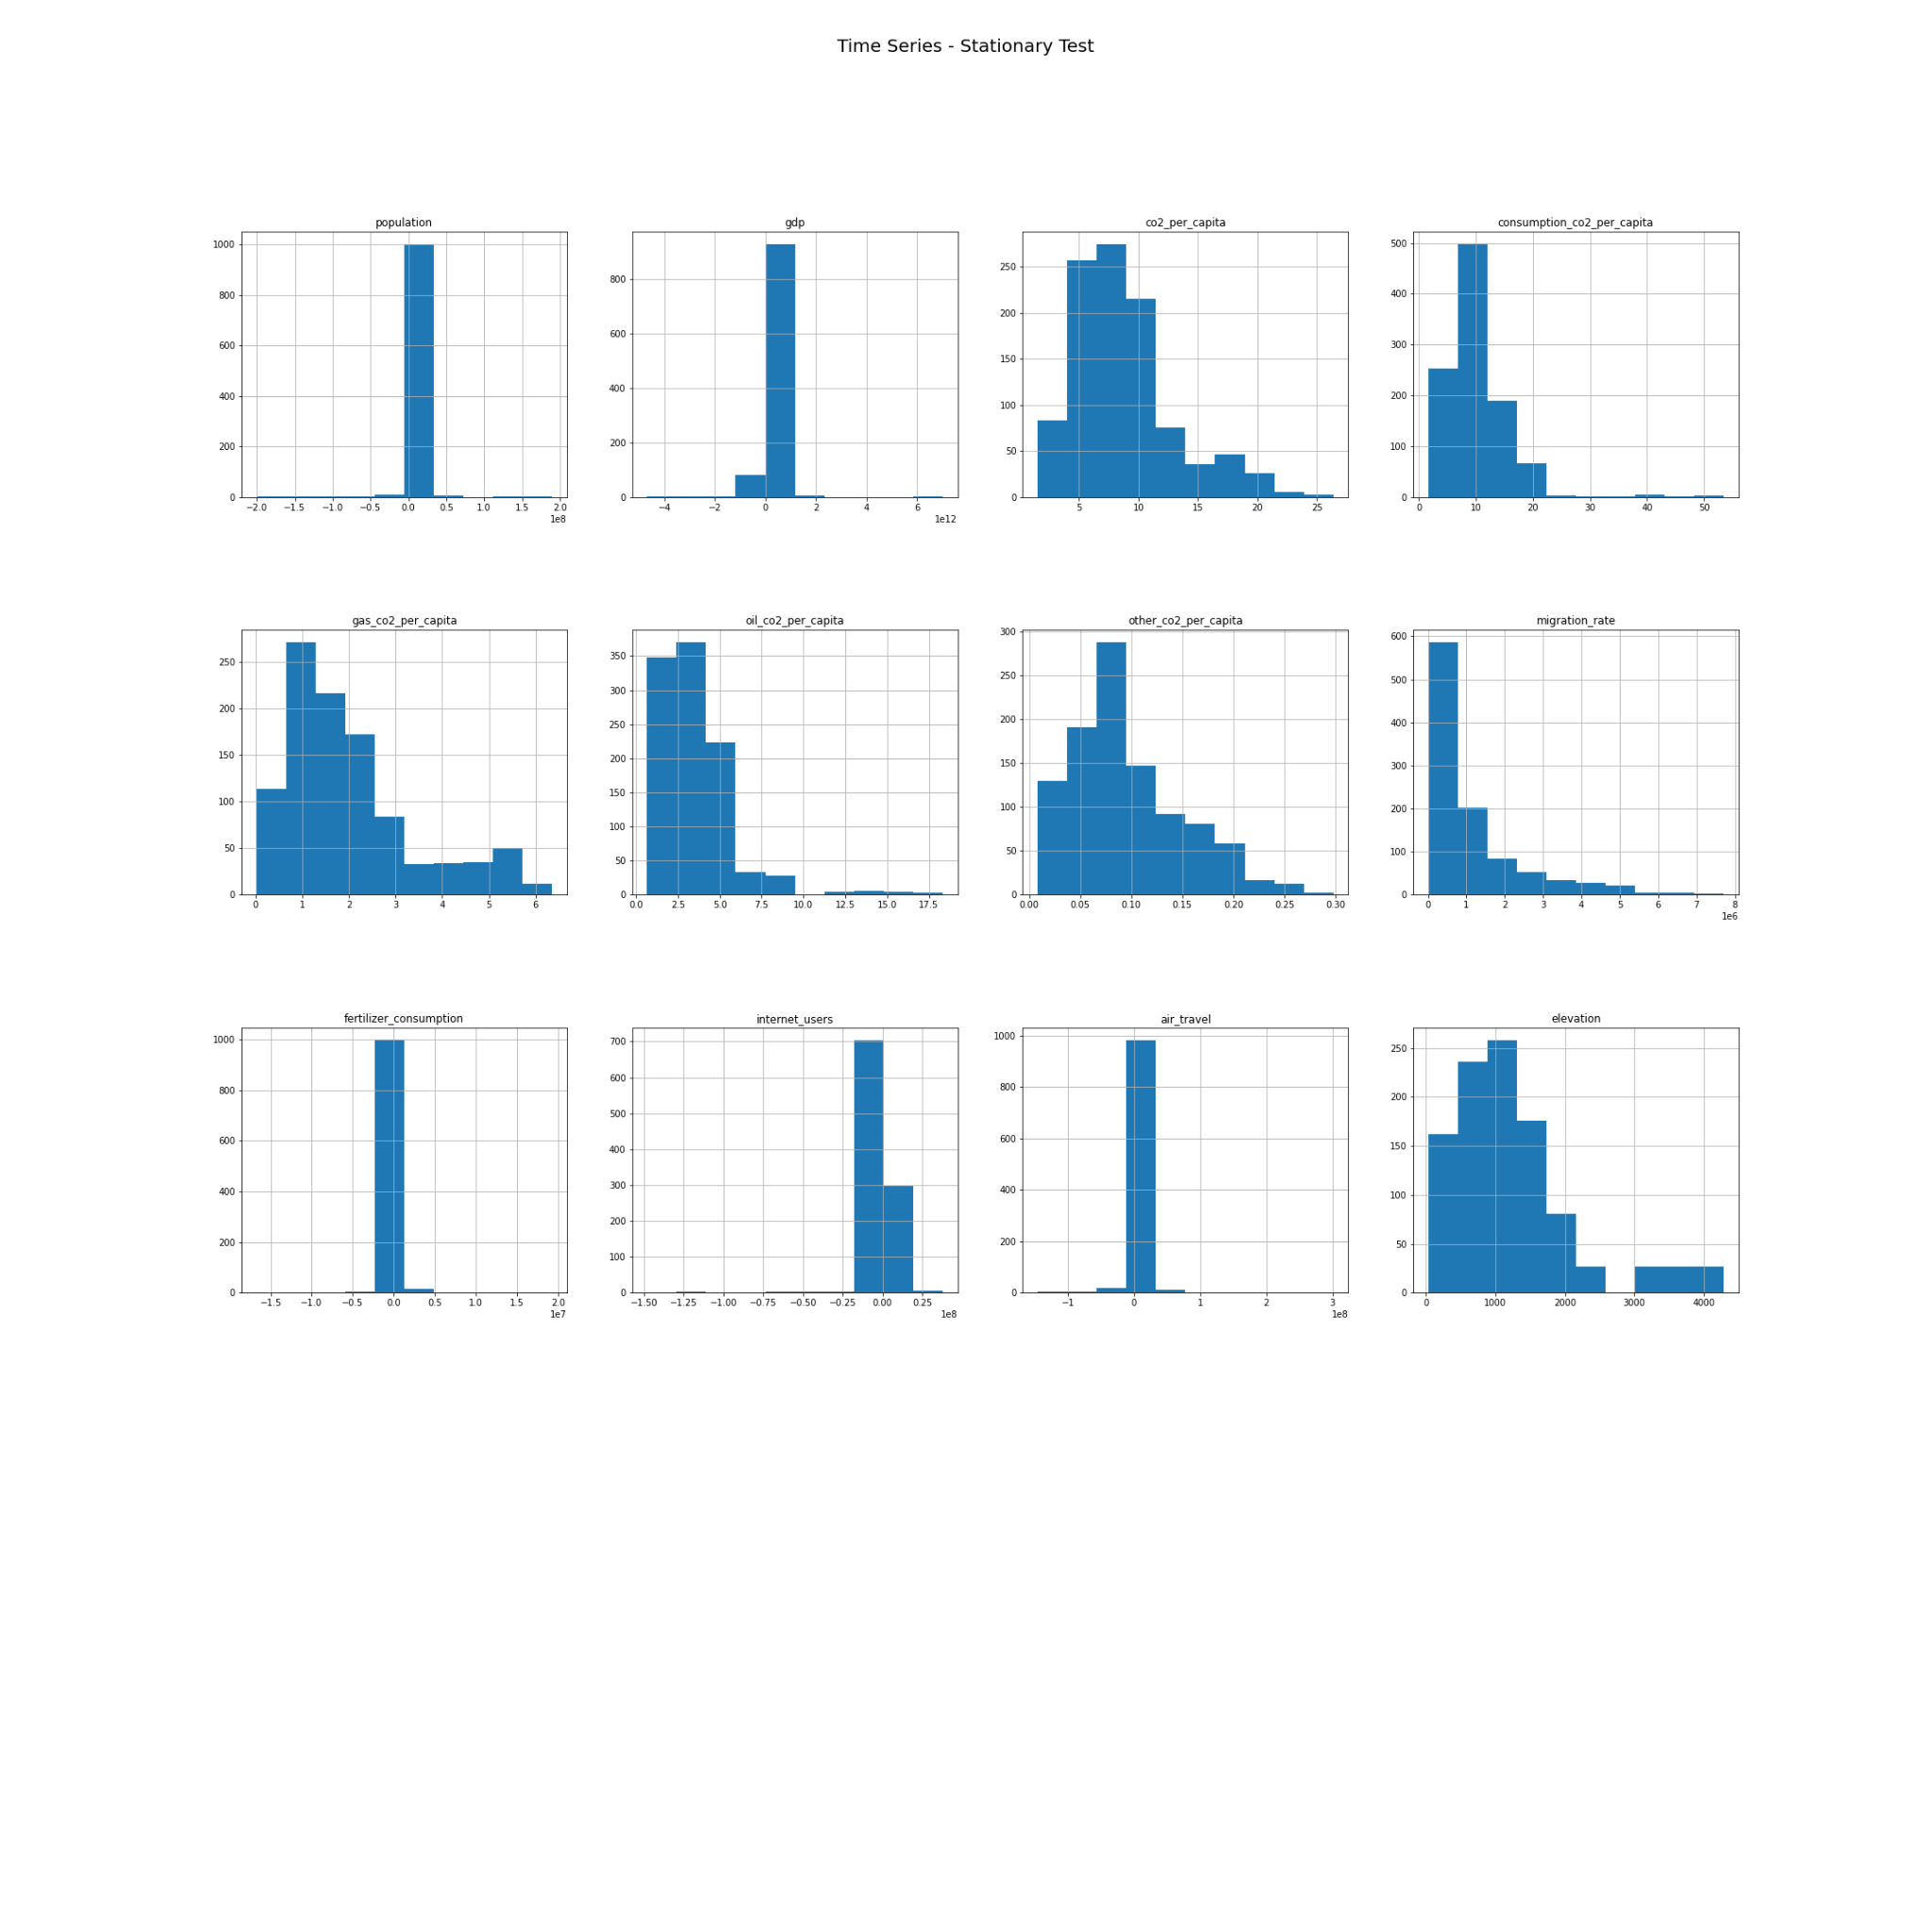 Time Series - Stationary Test
population
1000
800
600
400
200
0
−2.0 −1.5 −1.0 −0.5 0.0 0.5 1.0 1.5 2.0
1e8
gdp
800
600
400
200
0
−4 −2 0 2 4 6
1e12
co2_per_capita
250
200
150
100
50
0
5 10 15 20 25
consumption_co2_per_capita
500
400
300
200
100
0
0 10 20 30 40 50
gas_co2_per_capita
250
200
150
100
50
0
0 1 2 3 4 5 6
oil_co2_per_capita
350
300
250
200
150
100
50
0
0.0 2.5 5.0 7.5 10.0 12.5 15.0 17.5
other_co2_per_capita
300
250
200
150
100
50
0
0.00 0.05 0.10 0.15 0.20 0.25 0.30
migration_rate
600
500
400
300
200
100
0
0 1 2 3 4 5 6 7 8
1e6
fertilizer_consumption
1000
800
600
400
200
0
−1.5 −1.0 −0.5 0.0 0.5 1.0 1.5 2.0
1e7
internet_users
700
600
500
400
300
200
100
0
−1.50 −1.25 −1.00 −0.75 −0.50 −0.25 0.00 0.25
1e8
air_travel
1000
800
600
400
200
0
−1 0 1 2 3
1e8
elevation
250
200
150
100
50
0
0 1000 2000 3000 4000